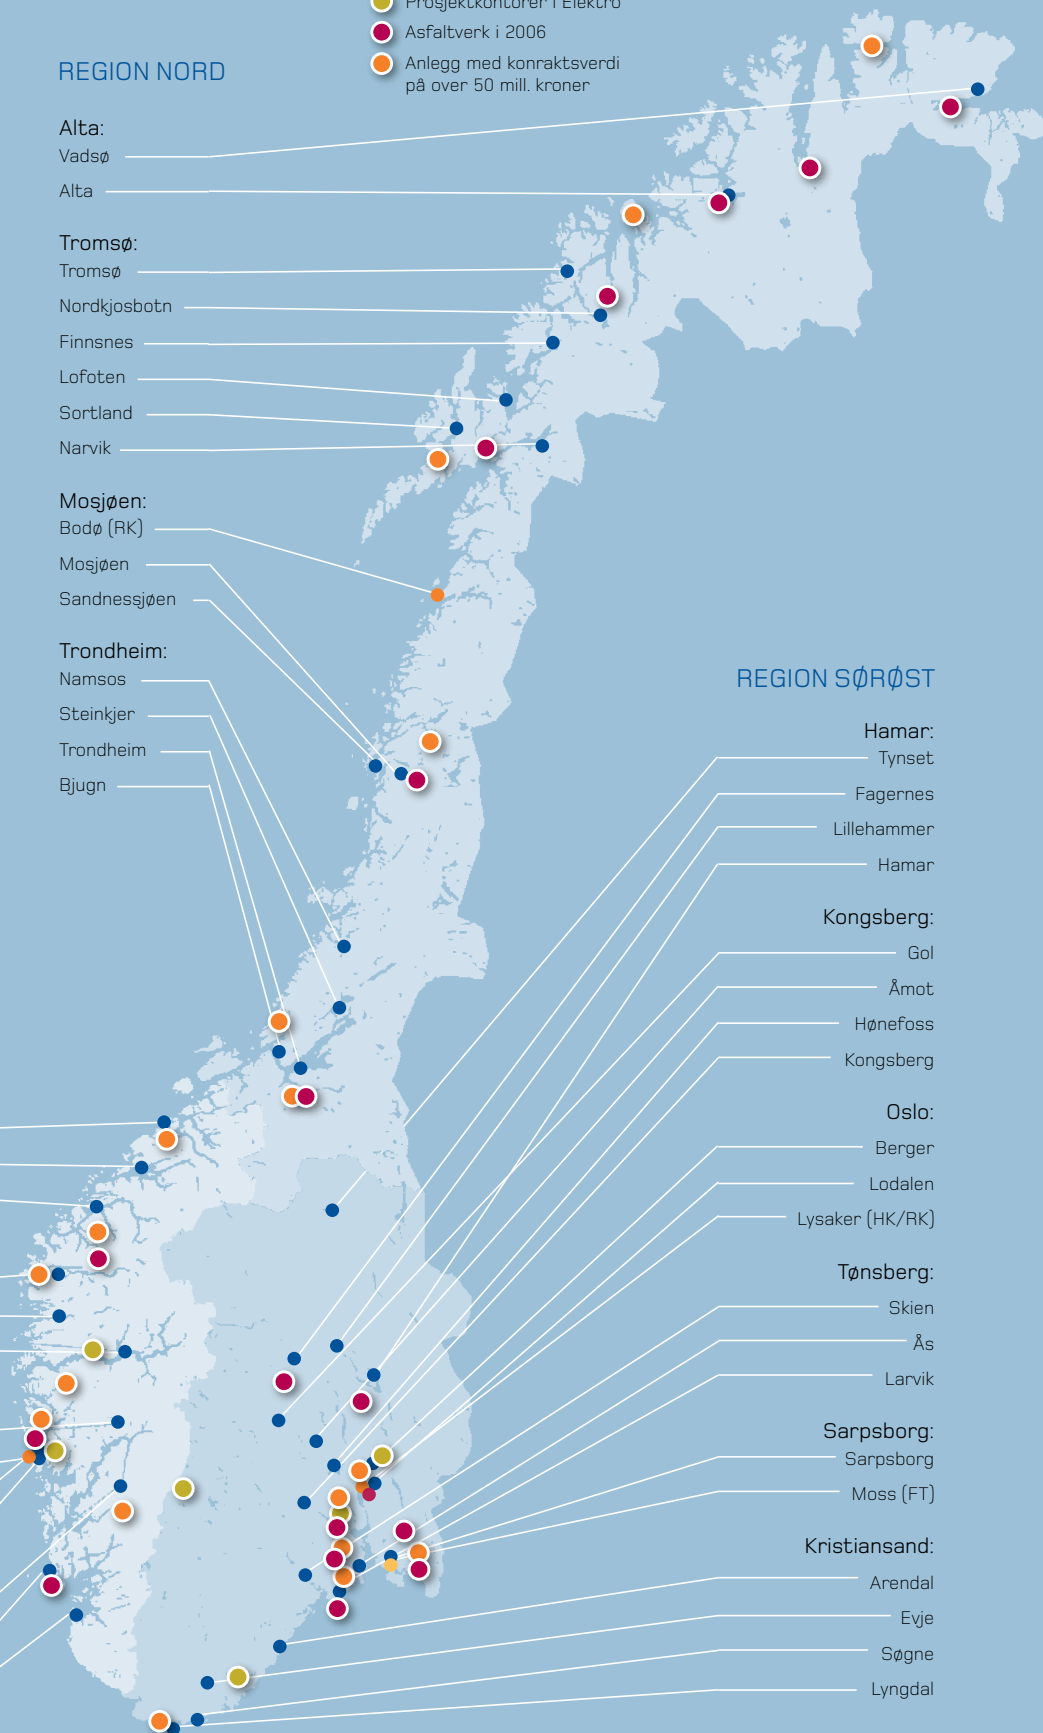 Prosjektkontorer i Elektro
Asfaltverk i 2006
Anlegg med konraktsverdi
på over 50 mill. kroner
REGION NORD
Alta:
Vadsø
Alta
Tromsø:
Tromsø
Nordkjosbotn
Finnsnes
Lofoten
Sortland
Narvik
Mosjøen:
Bodø (RK)
Mosjøen
Sandnessjøen
Trondheim:
Namsos
Steinkjer
Trondheim
Bjugn
REGION SØRØST
Hamar:
Tynset
Fagernes
Lillehammer
Hamar
Kongsberg:
Gol
Åmot
Hønefoss
Kongsberg
Oslo:
Berger
Lodalen
Lysaker (HK/RK)
Tønsberg:
Skien
Ås
Larvik
Sarpsborg:
Sarpsborg
Moss (FT)
Kristiansand:
Arendal
Evje
Søgne
Lyngdal